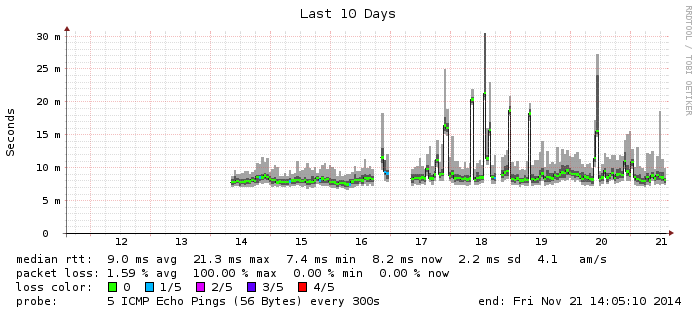 Last 10 Days
RRDTOOL / TOBI OETIKER
Seconds
30 m
25 m
20 m
15 m
10 m
5 m
0
12 13 14 15 16 17 18 19 20 21
median rtt: 9.0 ms avg 21.3 ms max 7.4 ms min 8.2 ms now 2.2 ms sd 4.1 am/s
packet loss: 1.59 % avg 100.00 % max 0.00 % min 0.00 % now
loss color: 0 1/5 2/5 3/5 4/5
probe: 5 ICMP Echo Pings (56 Bytes) every 300s end: Fri Nov 21 14:05:10 2014